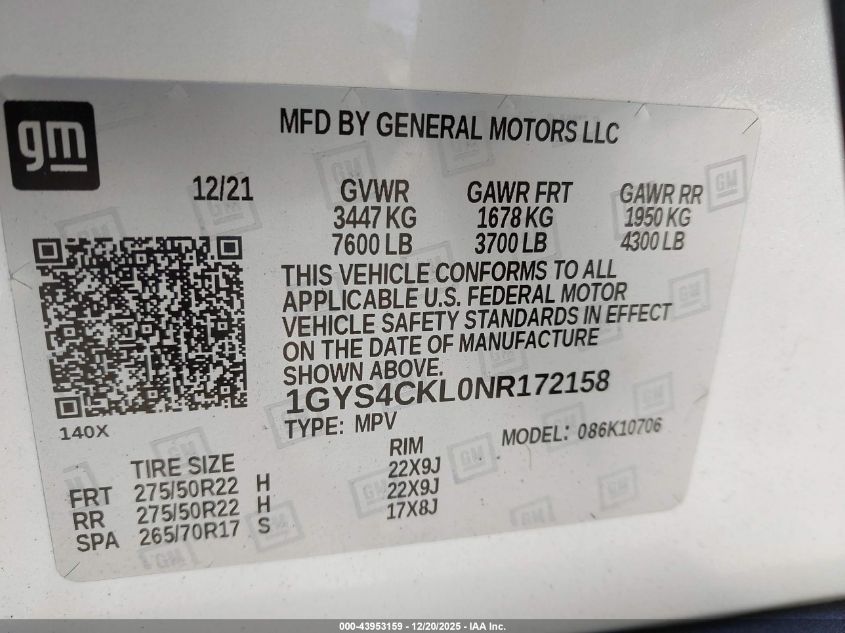 gm
MFD BY GENERAL MOTORS LLC
12/21 GVWR GAWR FRT GAWR RR
3447 KG 1678 KG 1950 KG
7600 LB 3700 LB 4300 LB
THIS VEHICLE CONFORMS TO ALL
APPLICABLE U.S. FEDERAL MOTOR
VEHICLE SAFETY STANDARDS IN EFFECT
ON THE DATE OF MANUFACTURE
SHOWN ABOVE.
1GYS4CKL0NR172158
140X
TYPE: MPV MODEL: 086K10706
TIRE SIZE RIM
FRT 275/50R22 H 22X9J
RR 275/50R22 H 22X9J
SPA 265/70R17 S 17X8J
000-43953159 - 12/20/2025 - IAA Inc.